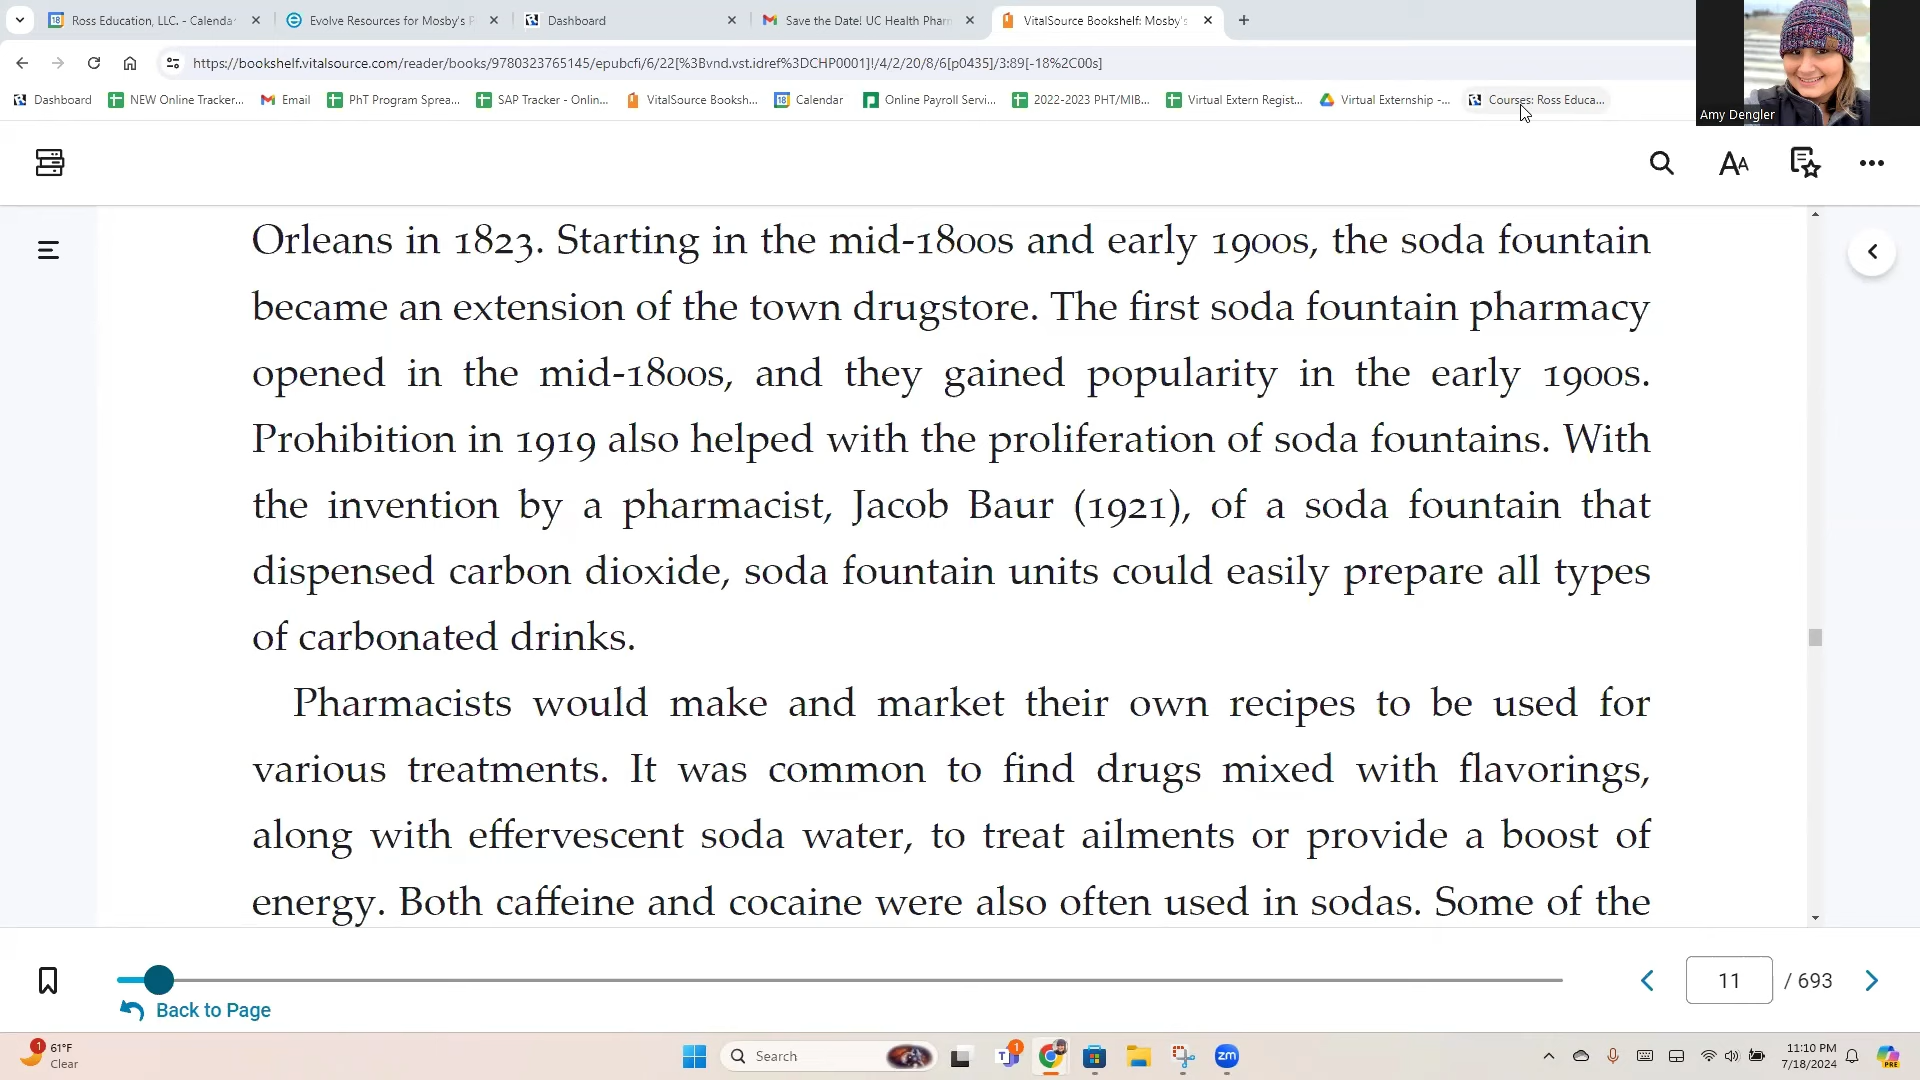 Ross Education, LLC. - Calenda
Evolve Resources for Mosby's P
Dashboard
Save the Date! UC Health Pharm
VitalSource Bookshelf: Mosby's
https://bookshelf.vitalsource.com/reader/books/9780323765145/epubcfi/6/22[%3Bvnd.vst.idref%3DCHP0001]!/4/2/20/8/6[p0435]/3:89[-18%2C00s]
Dashboard
NEW Online Tracker...
Email
PhT Program Sprea...
SAP Tracker - Onlin...
VitalSource Booksh...
Calendar
Online Payroll Servi...
2022-2023 PHT/MIB...
Virtual Extern Regist...
Virtual Externship -...
Courses: Ross Educa...
Amy Dengler
Orleans in 1823. Starting in the mid-1800s and early 1900s, the soda fountain
became an extension of the town drugstore. The first soda fountain pharmacy
opened in the mid-1800s, and they gained popularity in the early 1900s.
Prohibition in 1919 also helped with the proliferation of soda fountains. With
the invention by a pharmacist, Jacob Baur (1921), of a soda fountain that
dispensed carbon dioxide, soda fountain units could easily prepare all types
of carbonated drinks.
Pharmacists would make and market their own recipes to be used for
various treatments. It was common to find drugs mixed with flavorings,
along with effervescent soda water, to treat ailments or provide a boost of
energy. Both caffeine and cocaine were also often used in sodas. Some of the
11 / 693
Back to Page
1
61°F
Clear
Search
1
zm
11:10 PM
7/18/2024
PRE